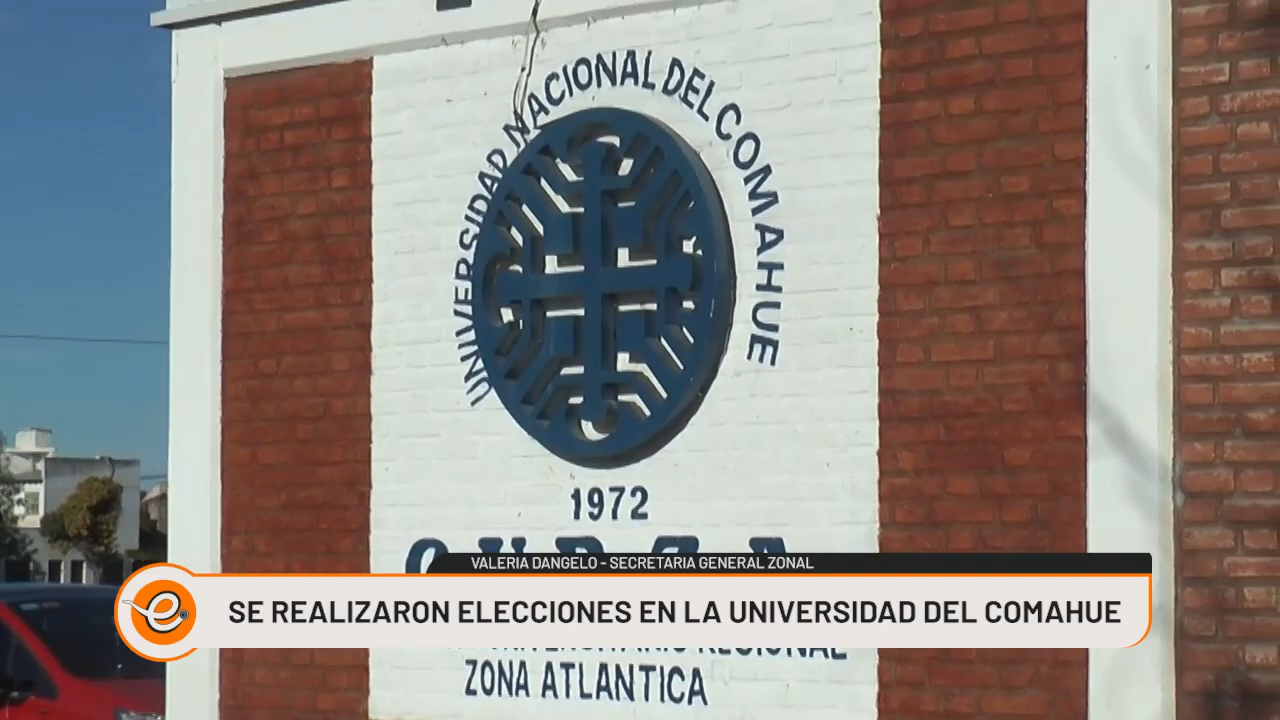 UNIVERSIDAD NACIONAL DEL COMAHUE
1972
VALERIA DANGELO - SECRETARIA GENERAL ZONAL
SE REALIZARON ELECCIONES EN LA UNIVERSIDAD DEL COMAHUE
REGIONAL
ZONA ATLANTICA